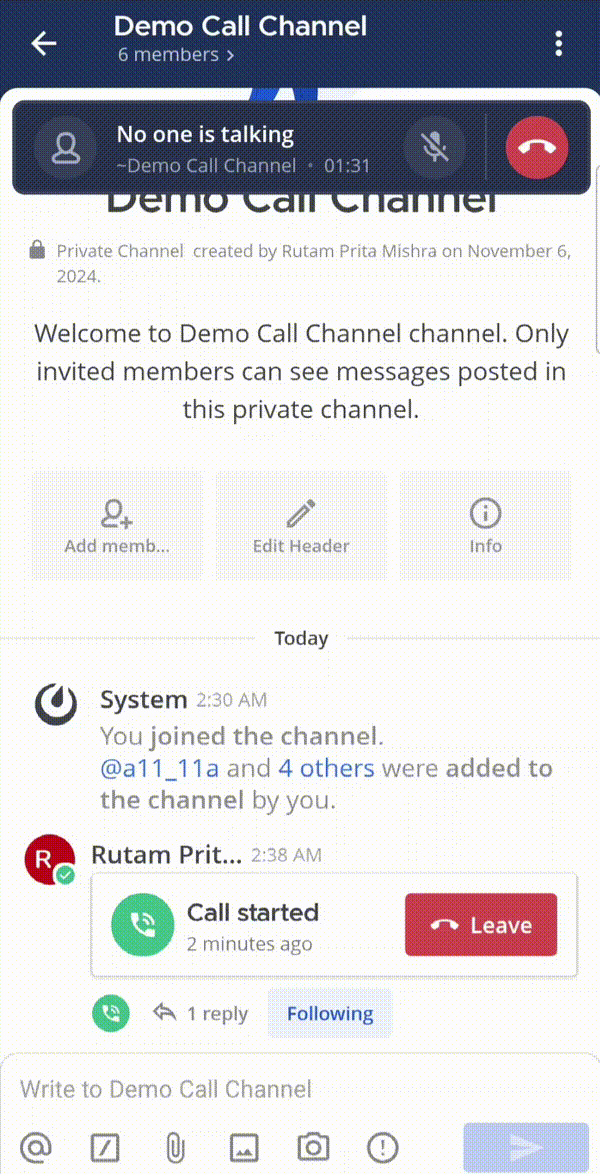 Demo Call Channel
6 members >
No one is talking
~Demo Call Channel • 01:31
Demo Call Channel
Private Channel created by Rutam Prita Mishra on November 6,
2024.
Welcome to Demo Call Channel channel. Only
invited members can see messages posted in
this private channel.
Add memb...
Edit Header
Info
Today
System 2:30 AM
You joined the channel.
@a11_11a and 4 others were added to
the channel by you.
R
Rutam Prit... 2:38 AM
Call started
2 minutes ago
Leave
1 reply
Following
Write to Demo Call Channel